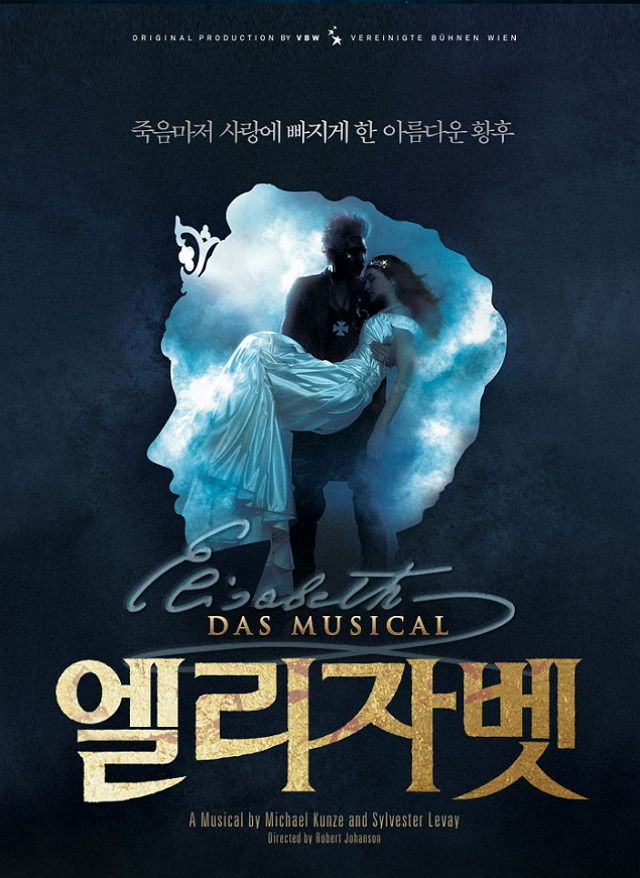 ORIGINAL PRODUCTION BY VBW VEREINIGTE BÜHNEN WIEN
죽음마저 사랑에 빠지게 한 아름다운 황후
Elisabeth
DAS MUSICAL
엘리자벳
A Musical by Michael Kunze and Sylvester Levay
Directed by Robert Johanson